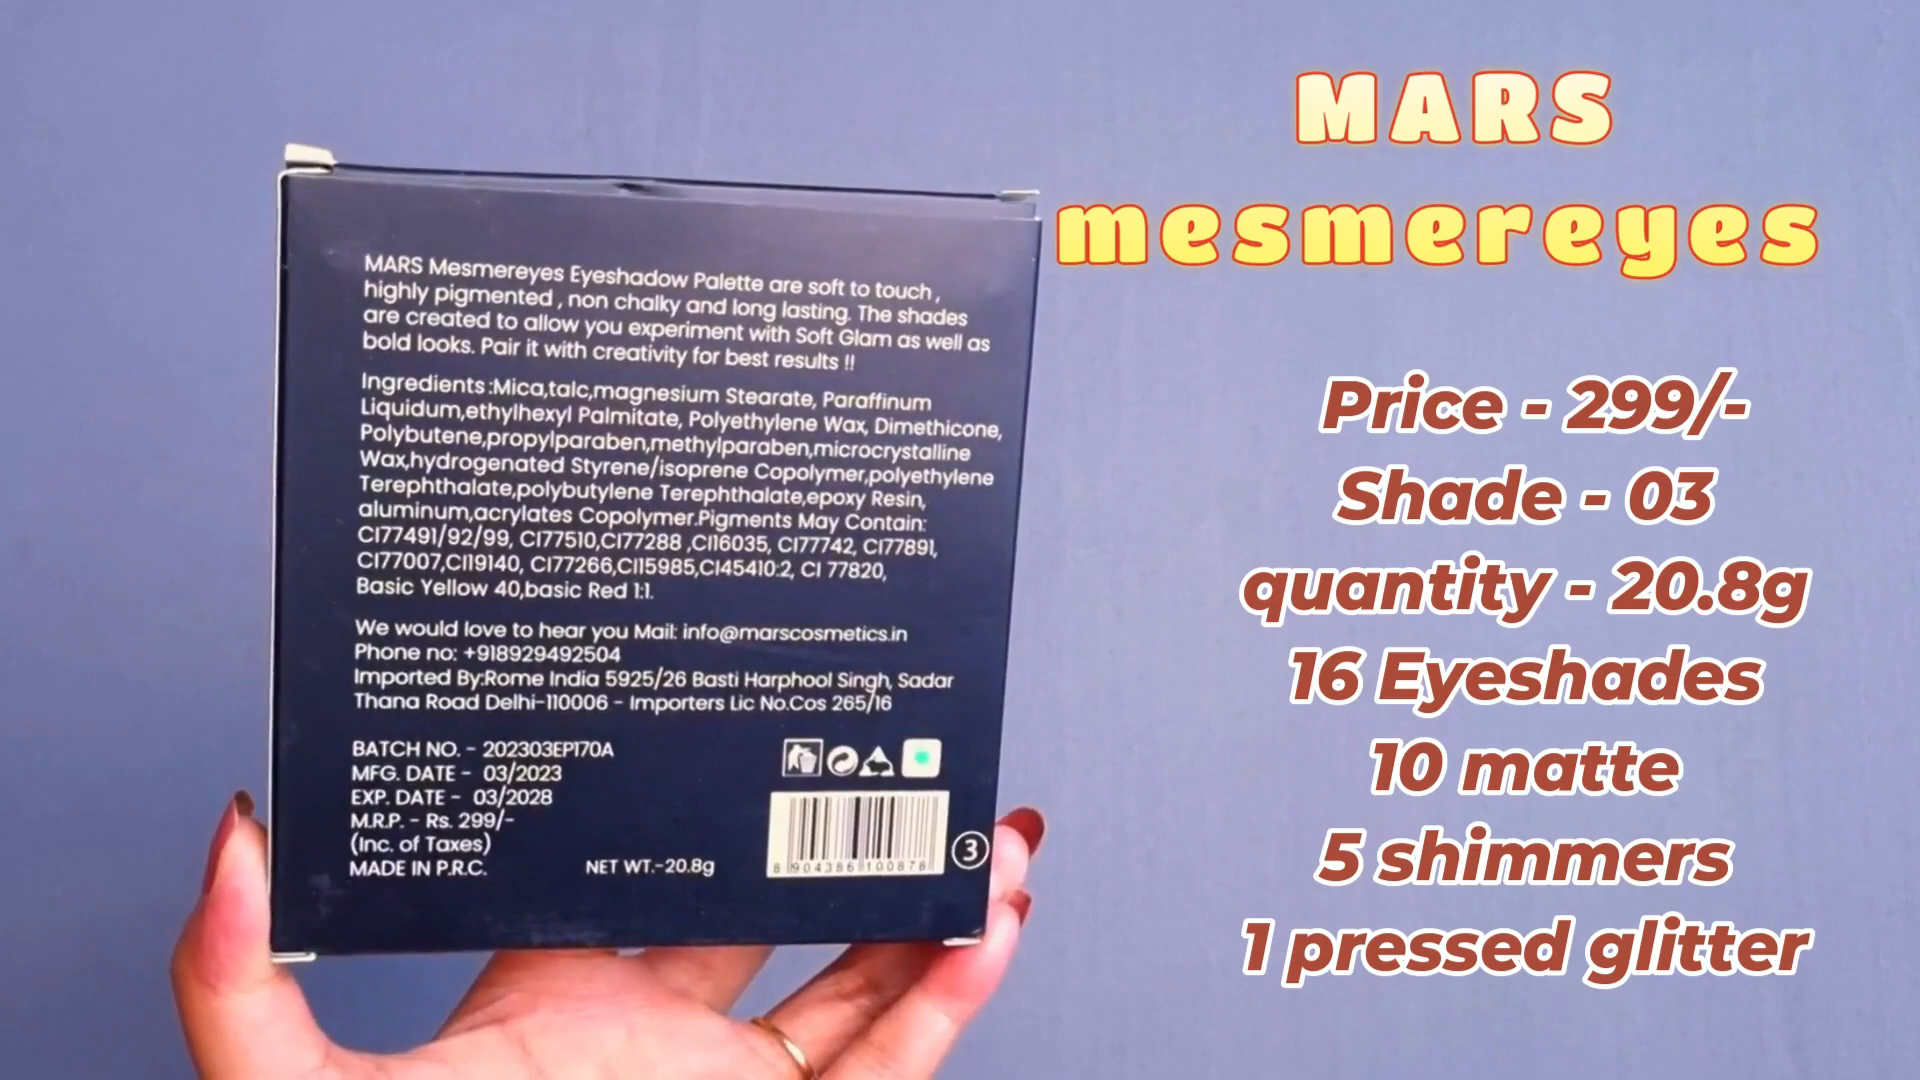 MARS Mesmereyes Eyeshadow Palette are soft to touch ,
highly pigmented , non chalky and long lasting. The shades
are created to allow you experiment with Soft Glam as well as
bold looks. Pair it with creativity for best results !!
Ingredients :Mica,talc,magnesium Stearate, Paraffinum
Liquidum,ethylhexyl Palmitate, Polyethylene Wax, Dimethicone,
Polybutene,propylparaben,methylparaben,microcrystalline
Wax,hydrogenated Styrene/isoprene Copolymer,polyethylene
Terephthalate,polybutylene Terephthalate,epoxy Resin,
aluminum,acrylates Copolymer.Pigments May Contain:
CI77491/92/99, CI77510,CI77288 ,CI16035, CI77742, CI77891,
CI77007,CI19140, CI77266,CI15985,CI45410:2, CI 77820,
Basic Yellow 40,basic Red 1:1.
We would love to hear you Mail: info@marscosmetics.in
Phone no: +918929492504
Imported By:Rome India 5925/26 Basti Harphool Singh, Sadar
Thana Road Delhi-110006 - Importers Lic No.Cos 265/16
BATCH NO. - 202303EP170A
MFG. DATE - 03/2023
EXP. DATE - 03/2028
M.R.P. - Rs. 299/-
(Inc. of Taxes)
MADE IN P.R.C.
NET WT.-20.8g
8 904386 100878
3
MARS
mesmereyes
Price - 299/-
Shade - 03
quantity - 20.8g
16 Eyeshades
10 matte
5 shimmers
1 pressed glitter